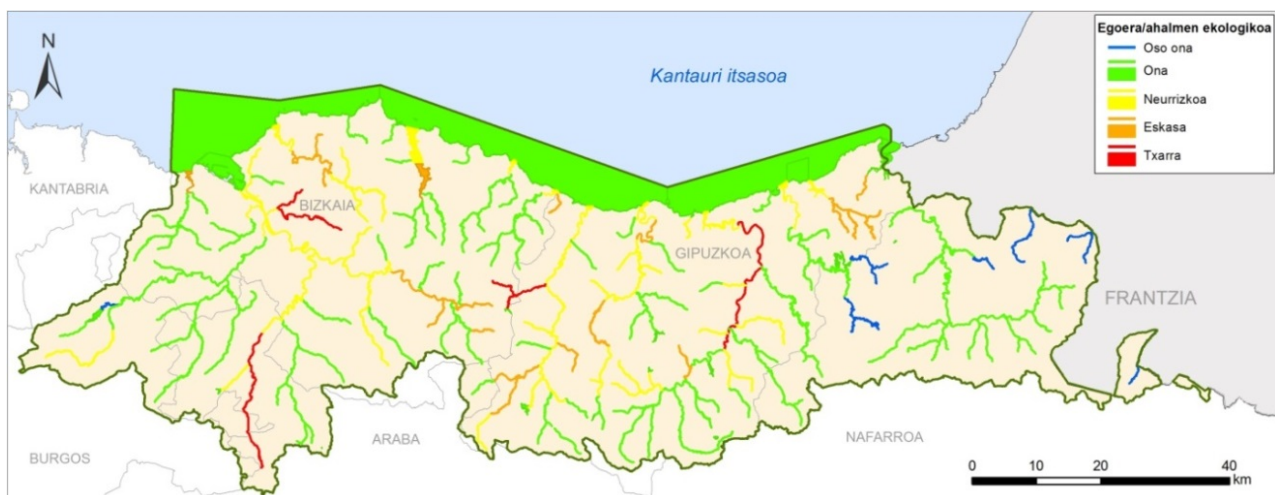 N
Kantauri itsasoa
Egoera/ahalmen ekologikoa
Oso ona
Ona
Neurrizkoa
Eskasa
Txarra
KANTABRIA
BIZKAIA
GIPUZKOA
FRANTZIA
ARABA
NAFARROA
BURGOS
0 10 20 40
km